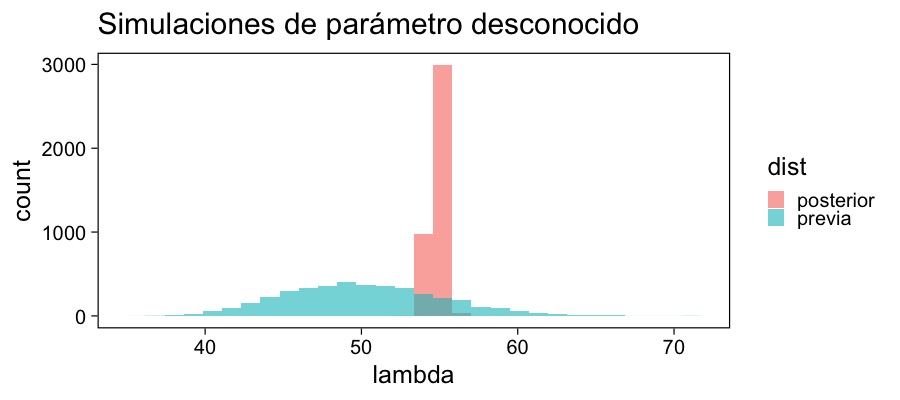 Simulaciones de parámetro desconocido
3000
2000
1000
0
count
40 50 60 70
lambda
dist
posterior
previa